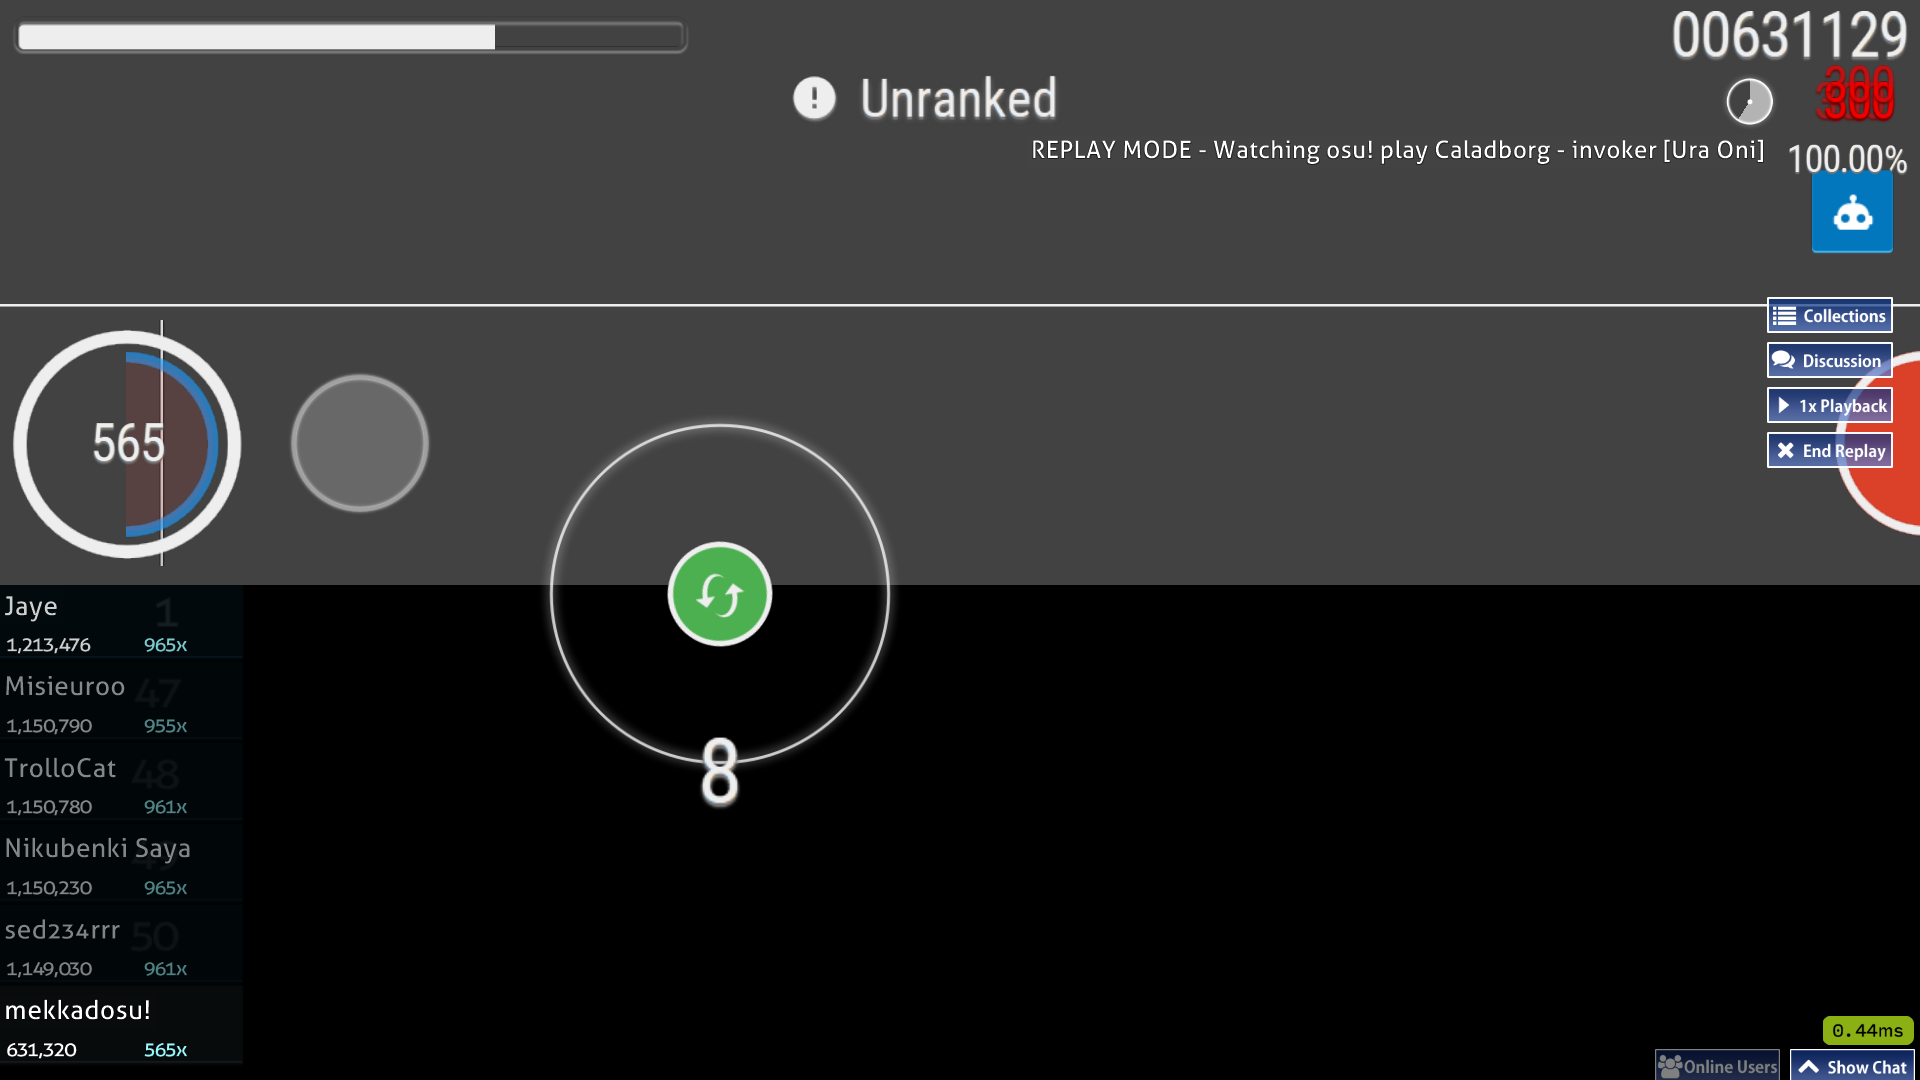 00631129
! Unranked
300
REPLAY MODE - Watching osu! play Caladborg - invoker [Ura Oni]
100.00%
Collections
Discussion
1x Playback
End Replay
565
8
Jaye 1
1,213,476 965x
Misieuroo 47
1,150,790 955x
TrolloCat 48
1,150,780 961x
Nikubenki Saya 49
1,150,230 965x
sed234rrr 50
1,149,030 961x
mekkadosu!
631,320 565x
0.44ms
Online Users
Show Chat